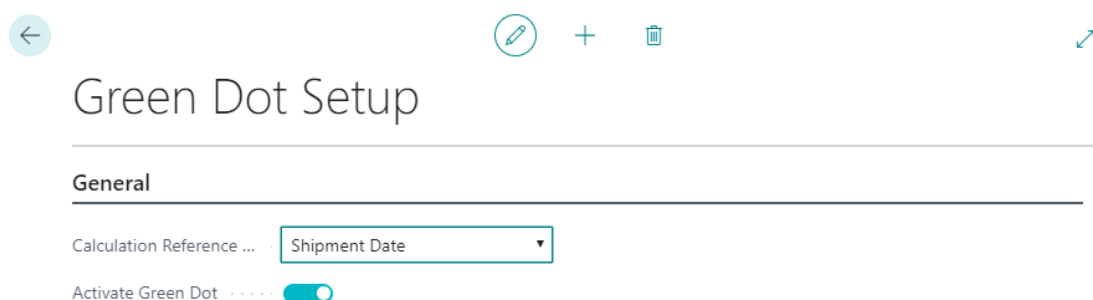 Green Dot Setup
General
Calculation Reference ... Shipment Date
Activate Green Dot